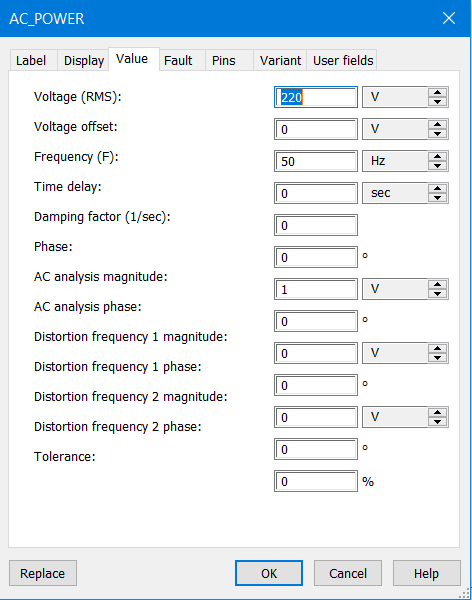 AC_POWER
Label Display Value Fault Pins Variant User fields
Voltage (RMS): 220 V
Voltage offset: 0 V
Frequency (F): 50 Hz
Time delay: 0 sec
Damping factor (1/sec): 0
Phase: 0 °
AC analysis magnitude: 1 V
AC analysis phase: 0 °
Distortion frequency 1 magnitude: 0 V
Distortion frequency 1 phase: 0 °
Distortion frequency 2 magnitude: 0 V
Distortion frequency 2 phase: 0 °
Tolerance: 0 %
Replace OK Cancel Help